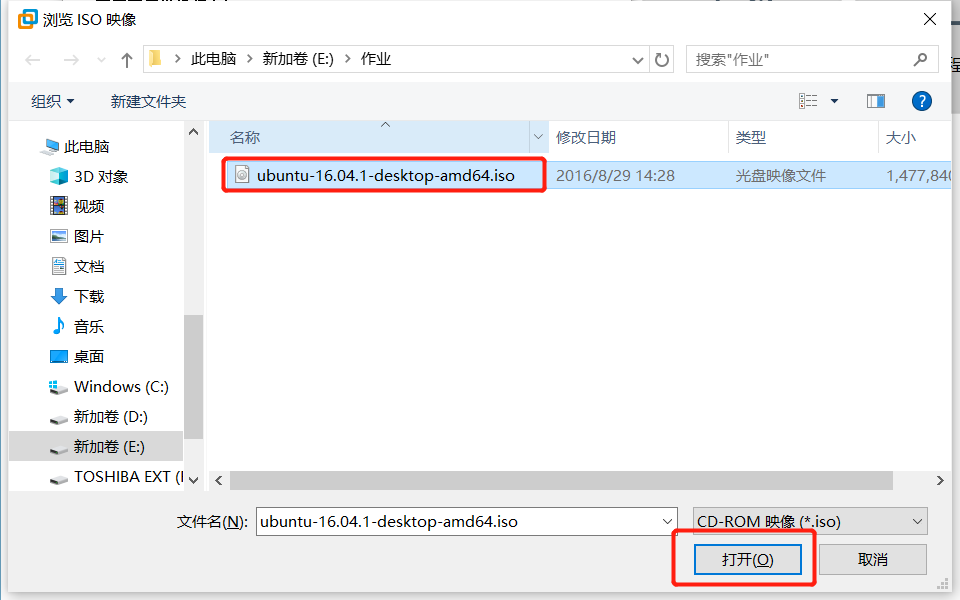 浏览 ISO 映像
此电脑 > 新加卷 (E:) > 作业
搜索"作业"
组织 新建文件夹
名称 修改日期 类型 大小
ubuntu-16.04.1-desktop-amd64.iso 2016/8/29 14:28 光盘映像文件 1,477,840
此电脑
3D 对象
视频
图片
文档
下载
音乐
桌面
Windows (C:)
新加卷 (D:)
新加卷 (E:)
TOSHIBA EXT (
文件名(N): ubuntu-16.04.1-desktop-amd64.iso CD-ROM 映像 (*.iso)
打开(O) 取消